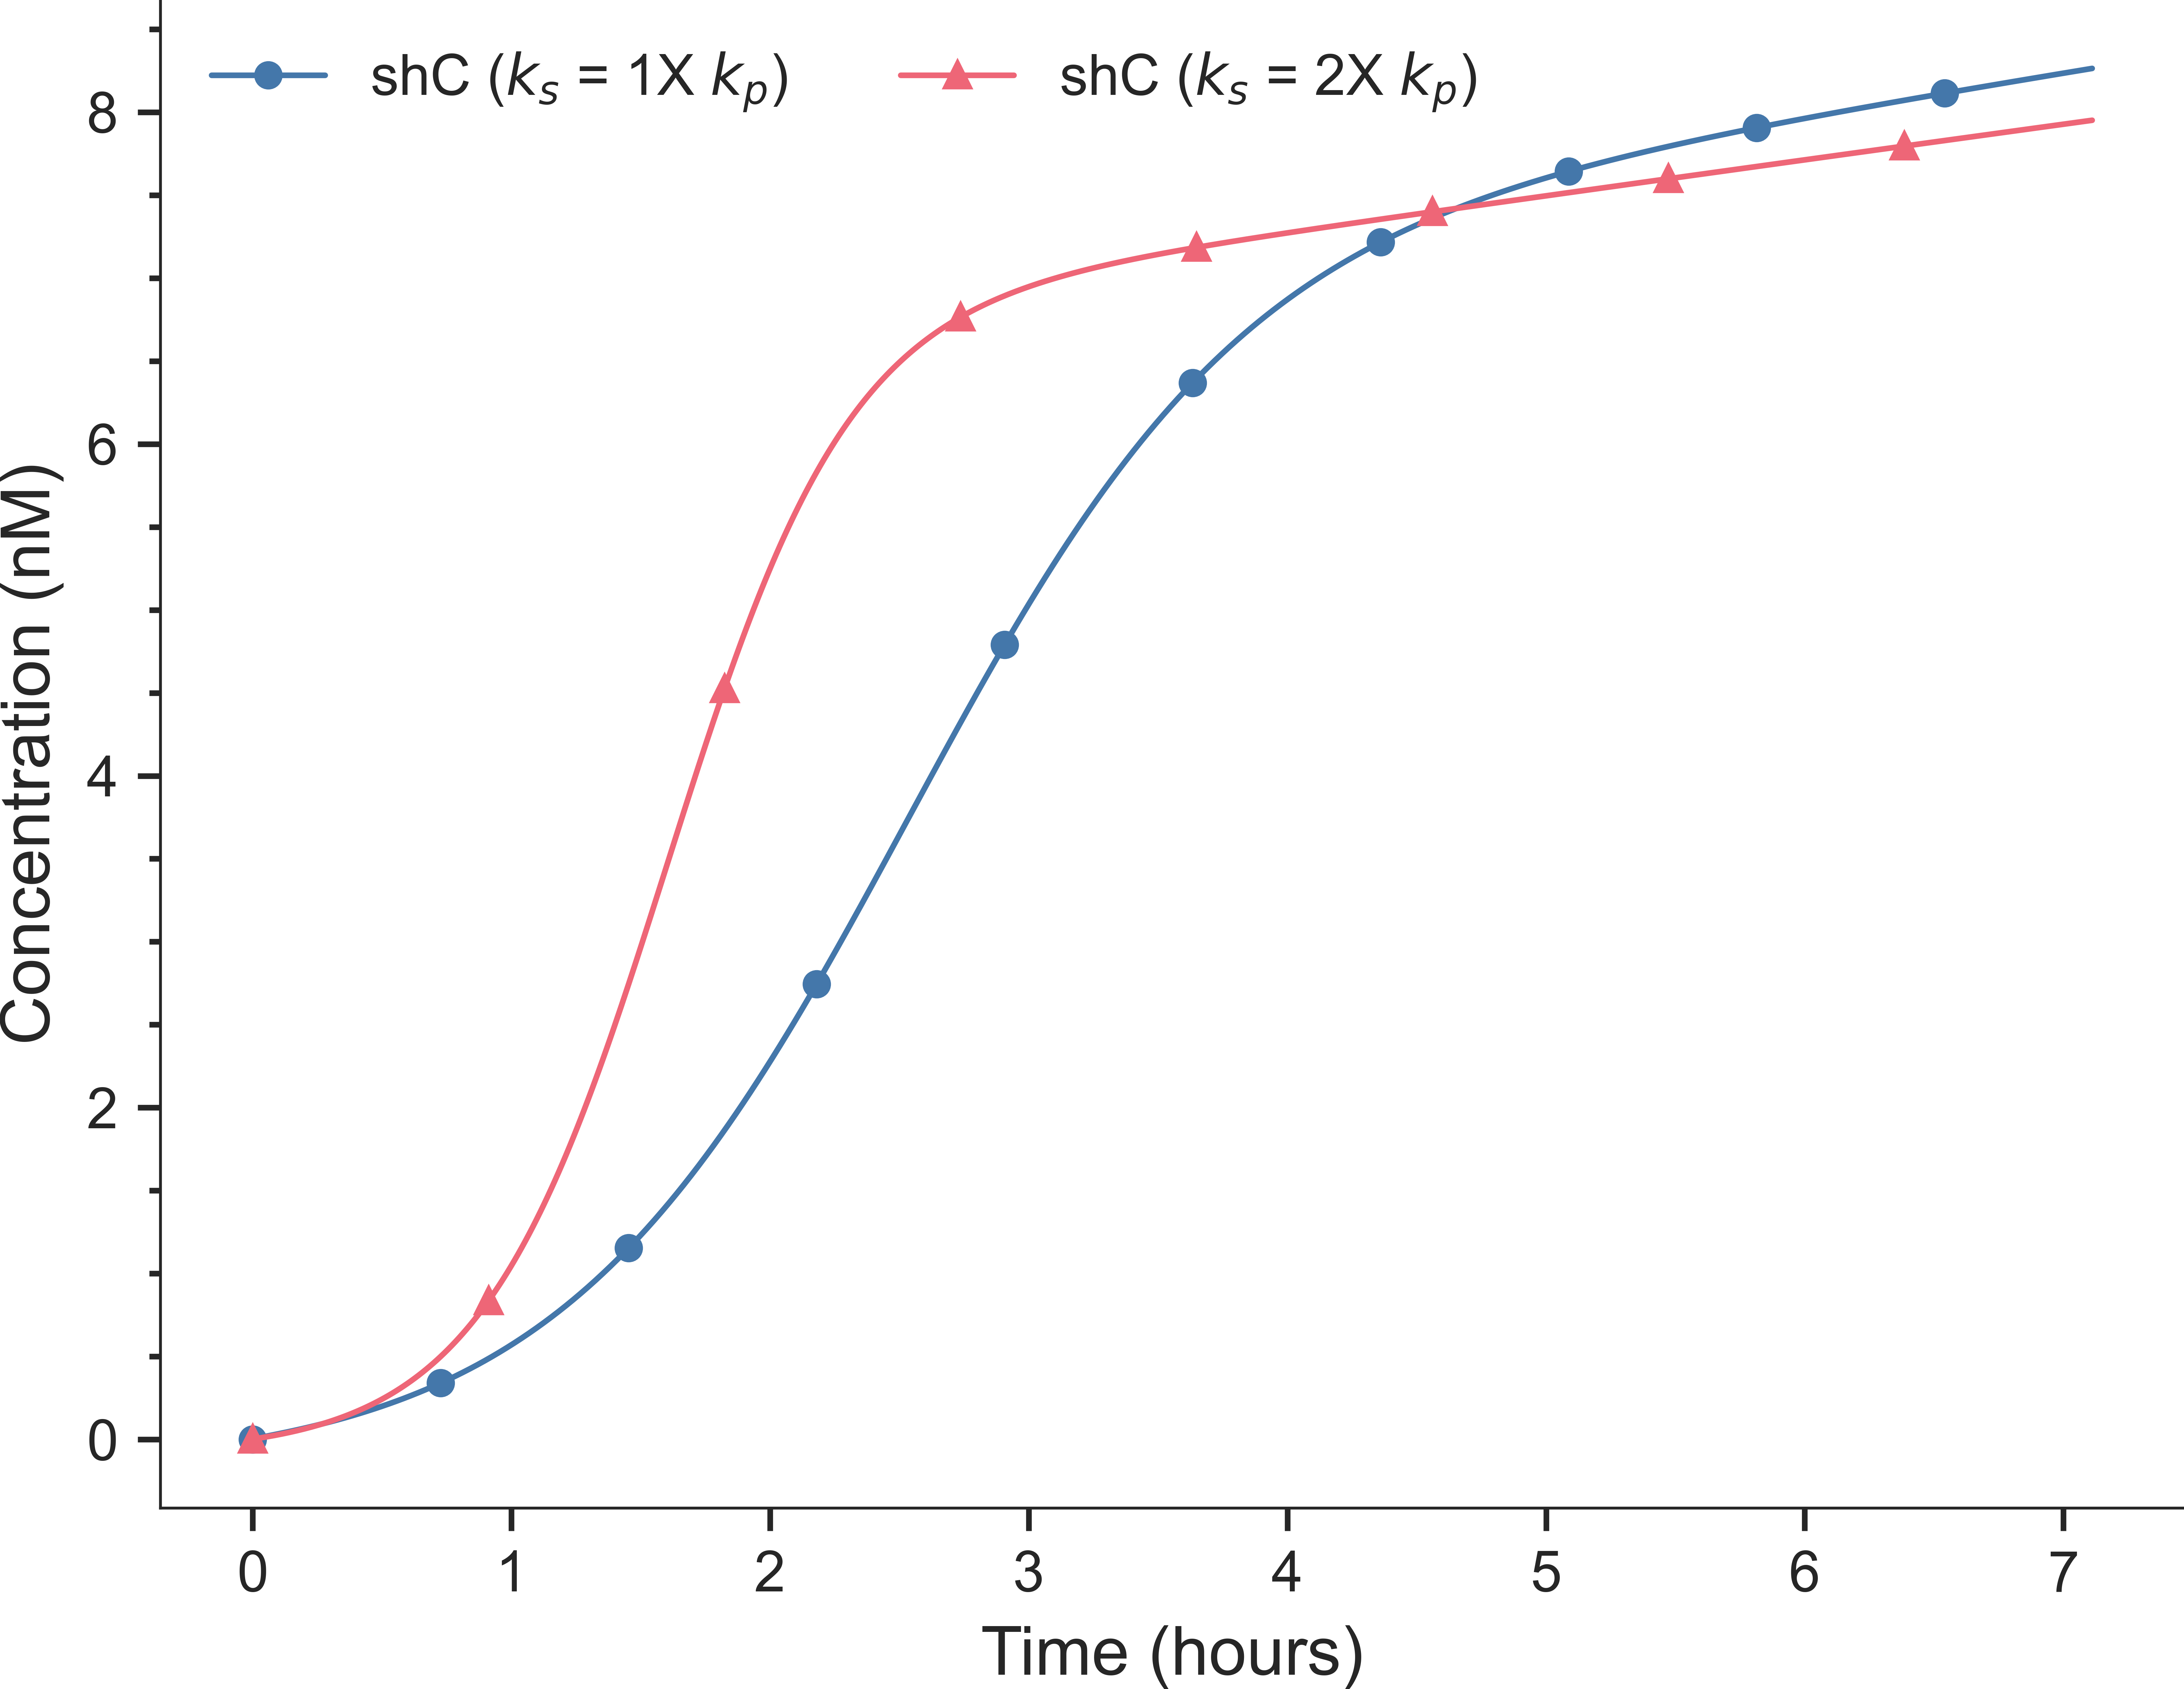 shC (ks = 1X kp) shC (ks = 2X kp)
8
6
4
2
0
Concentration (nM)
0 1 2 3 4 5 6 7
Time (hours)